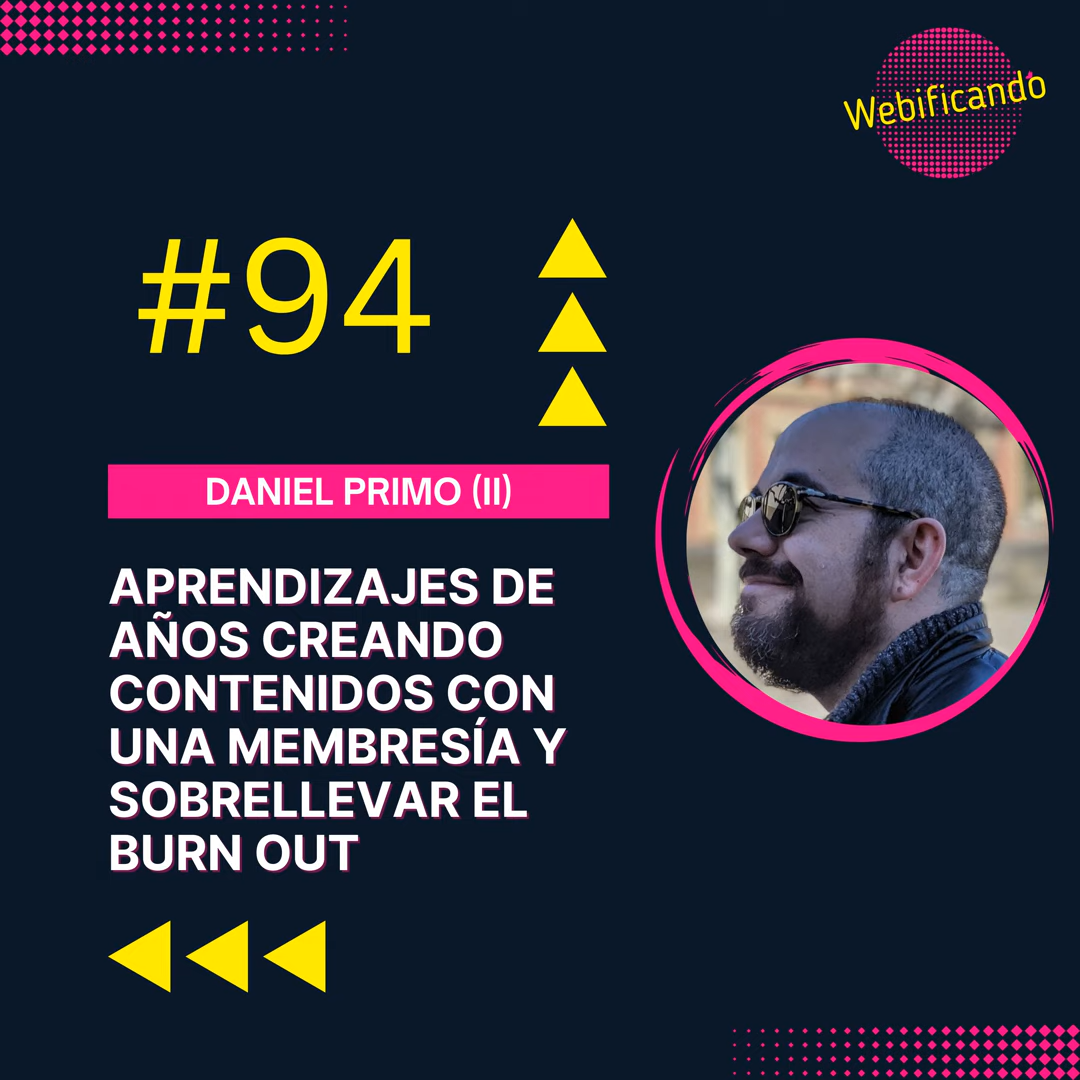 Webificando
#94
DANIEL PRIMO (II)
APRENDIZAJES DE
AÑOS CREANDO
CONTENIDOS CON
UNA MEMBRESÍA Y
SOBRELLEVAR EL
BURN OUT